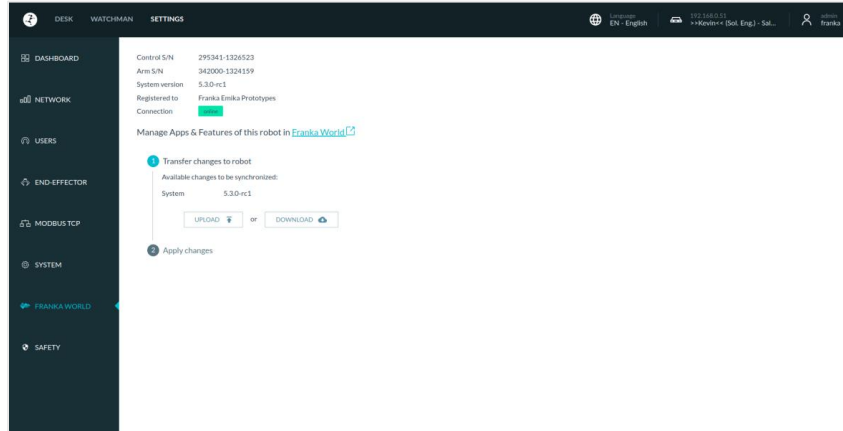 DESK WATCHMAN SETTINGS
Language
EN - English
192.168.0.51
>>Kevin<< (Sol. Eng.) - Sal...
admin
franka
DASHBOARD
NETWORK
USERS
END-EFFECTOR
MODBUS TCP
SYSTEM
FRANKA WORLD
SAFETY
Control S/N 295341-1326523
Arm S/N 342000-1324159
System version 5.3.0-rc1
Registered to Franka Emika Prototypes
Connection online
Manage Apps & Features of this robot in Franka World
1 Transfer changes to robot
Available changes to be synchronized:
System 5.3.0-rc1
UPLOAD or DOWNLOAD
2 Apply changes